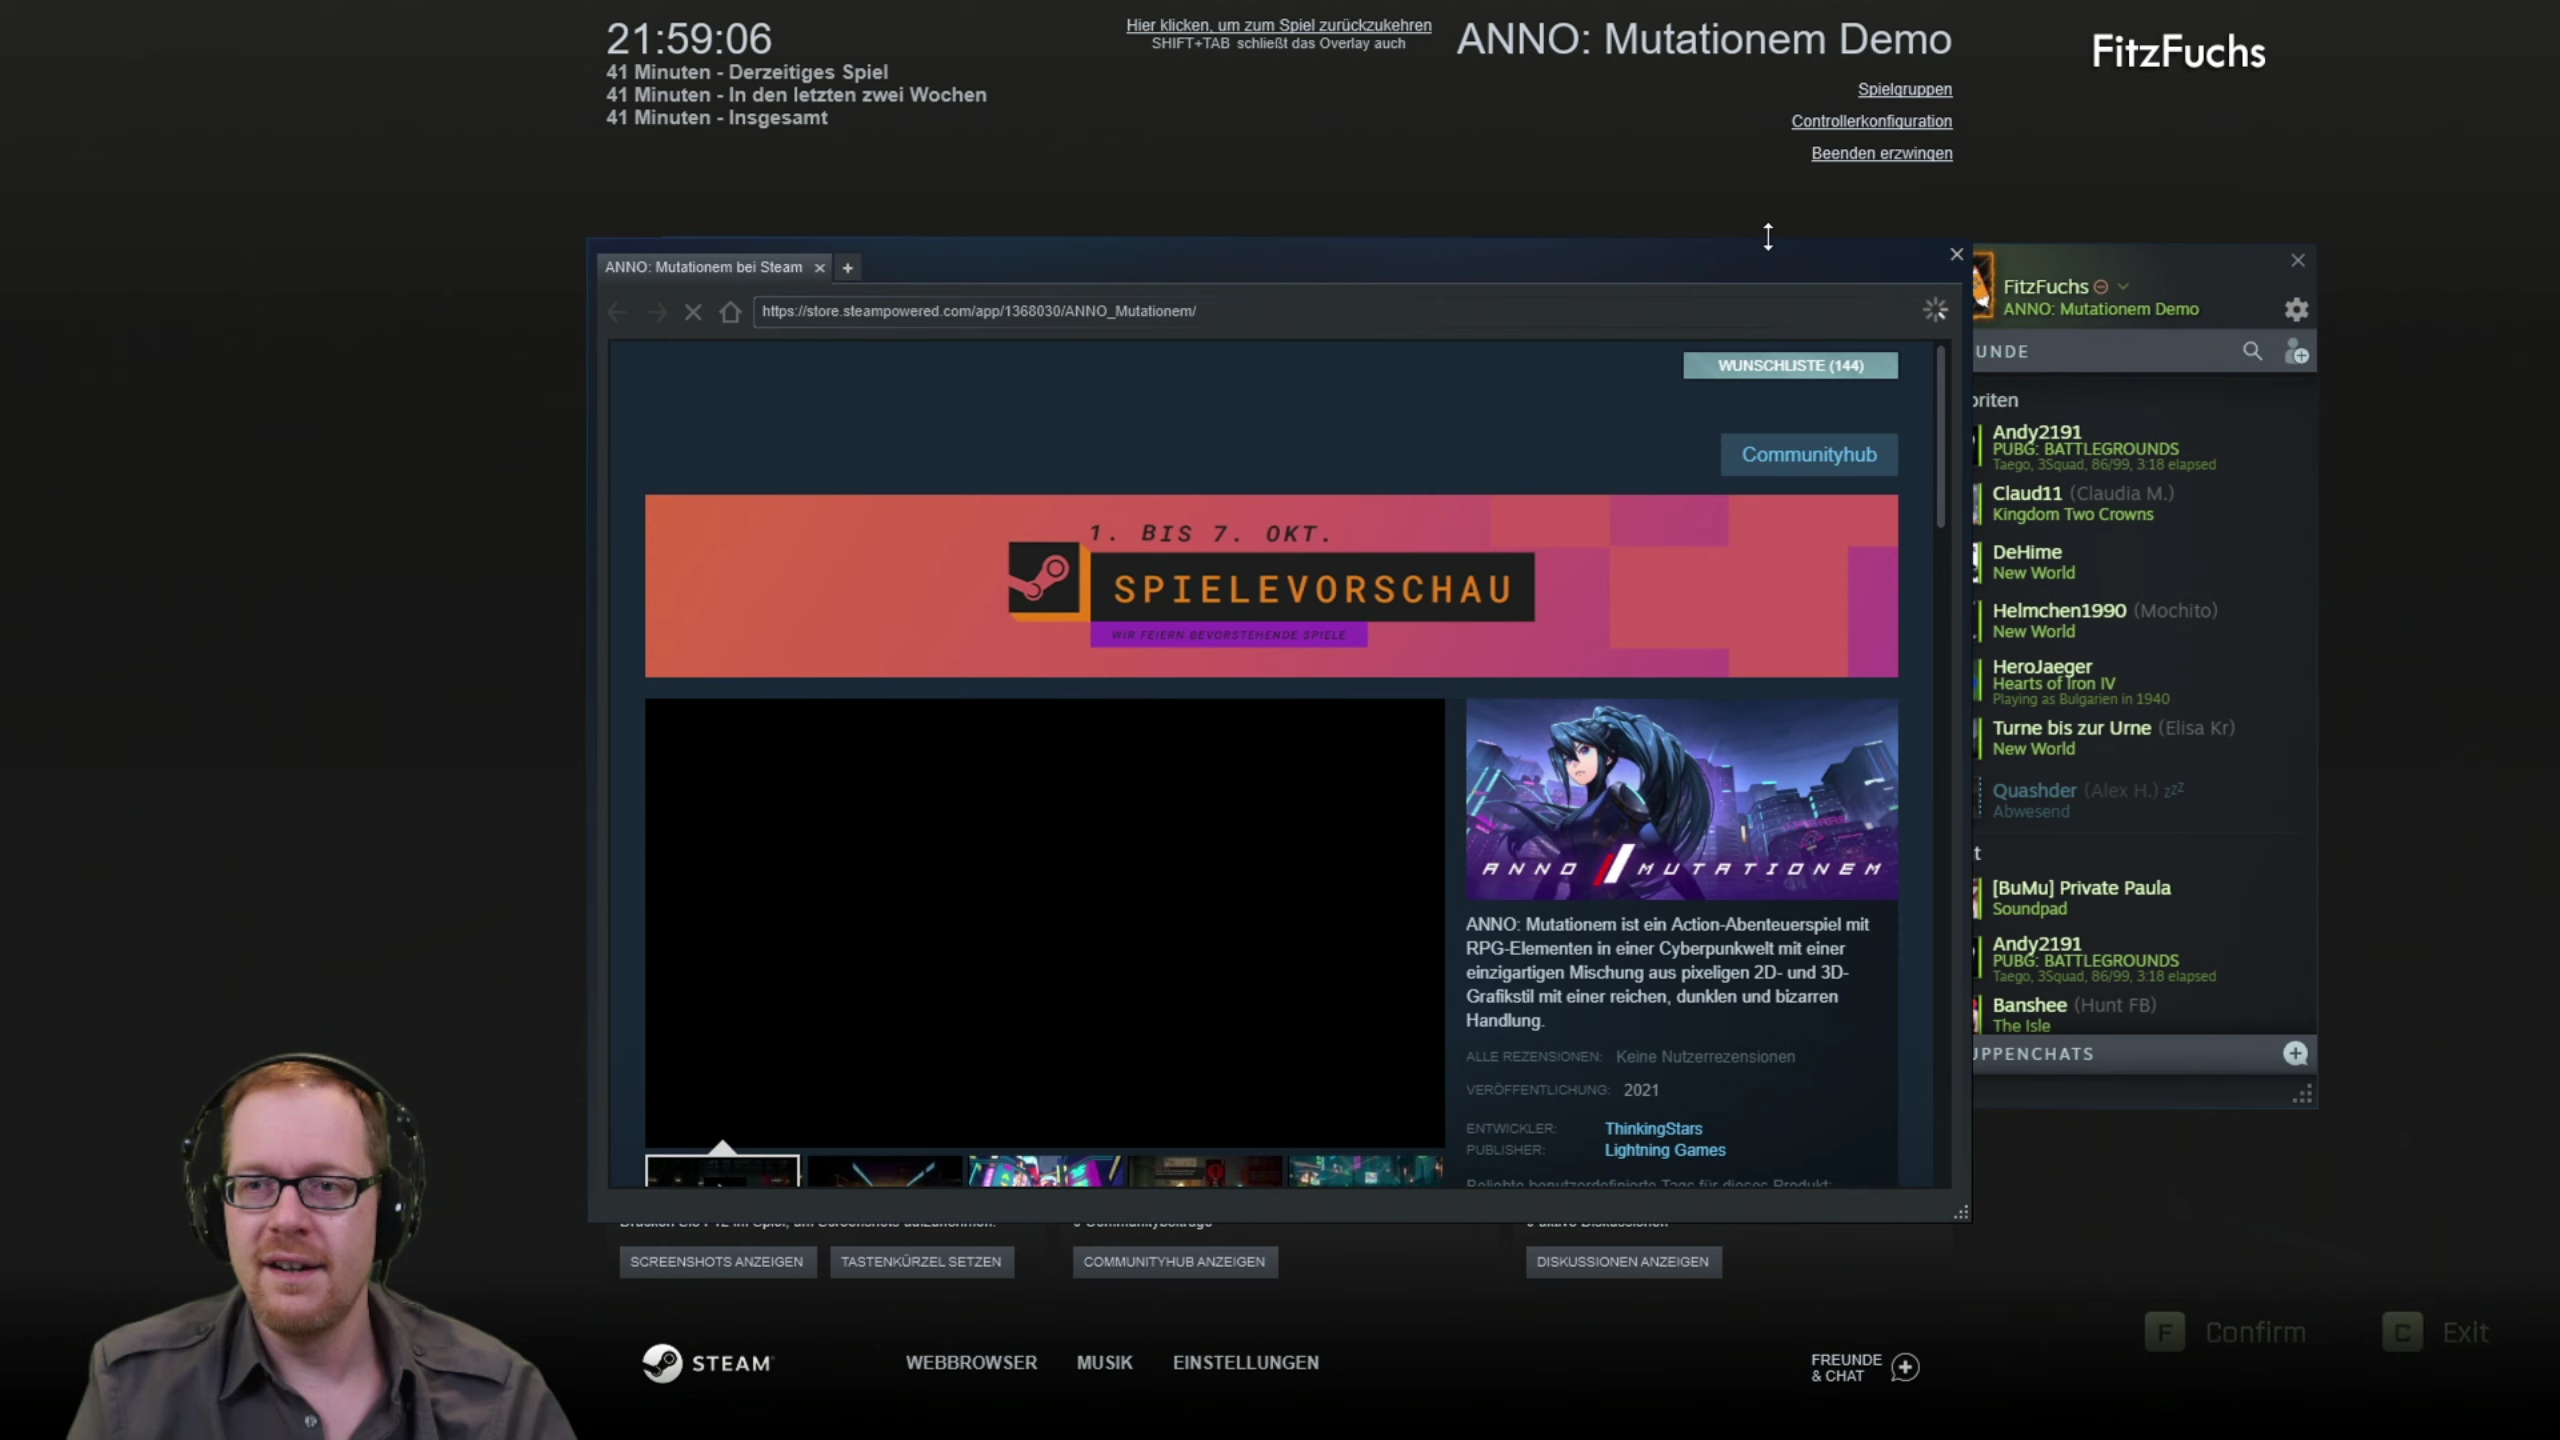 21:59:06
41 Minuten - Derzeitiges Spiel
41 Minuten - In den letzten zwei Wochen
41 Minuten - Insgesamt
Hier klicken, um zum Spiel zurückzukehren
SHIFT+TAB schließt das Overlay auch
ANNO: Mutationem Demo
Spielgruppen
Controllerkonfiguration
Beenden erzwingen
FitzFuchs
ANNO: Mutationem bei Steam
https://store.steampowered.com/app/1368030/ANNO_Mutationem/
WUNSCHLISTE (144)
Communityhub
1. BIS 7. OKT.
SPIELEVORSCHAU
WIR FEIERN BEVORSTEHENDE SPIELE
ANNO MUTATIONEM
ANNO: Mutationem ist ein Action-Abenteuerspiel mit
RPG-Elementen in einer Cyberpunkwelt mit einer
einzigartigen Mischung aus pixeligen 2D- und 3D-
Grafikstil mit einer reichen, dunklen und bizarren
Handlung.
ALLE REZENSIONEN: Keine Nutzerrezensionen
VERÖFFENTLICHUNG: 2021
ENTWICKLER: ThinkingStars
PUBLISHER: Lightning Games
Beliebte benutzerdefinierte Tags für dieses Produkt:
FitzFuchs
ANNO: Mutationem Demo
UNDE
oriten
Andy2191
PUBG: BATTLEGROUNDS
Taego, 3Squad, 86/99, 3:18 elapsed
Claud11 (Claudia M.)
Kingdom Two Crowns
DeHime
New World
Helmchen1990 (Mochito)
New World
HeroJaeger
Hearts of Iron IV
Playing as Bulgarien in 1940
Turne bis zur Urne (Elisa Kr)
New World
Quashder (Alex H.) zzz
Abwesend
t
[BuMu] Private Paula
Soundpad
Andy2191
PUBG: BATTLEGROUNDS
Taego, 3Squad, 86/99, 3:18 elapsed
Banshee (Hunt FB)
The Isle
UPPENCHATS
SCREENSHOTS ANZEIGEN
TASTENKÜRZEL SETZEN
COMMUNITYHUB ANZEIGEN
DISKUSSIONEN ANZEIGEN
STEAM
WEBBROWSER
MUSIK
EINSTELLUNGEN
FREUNDE
& CHAT
F Confirm
C Exit